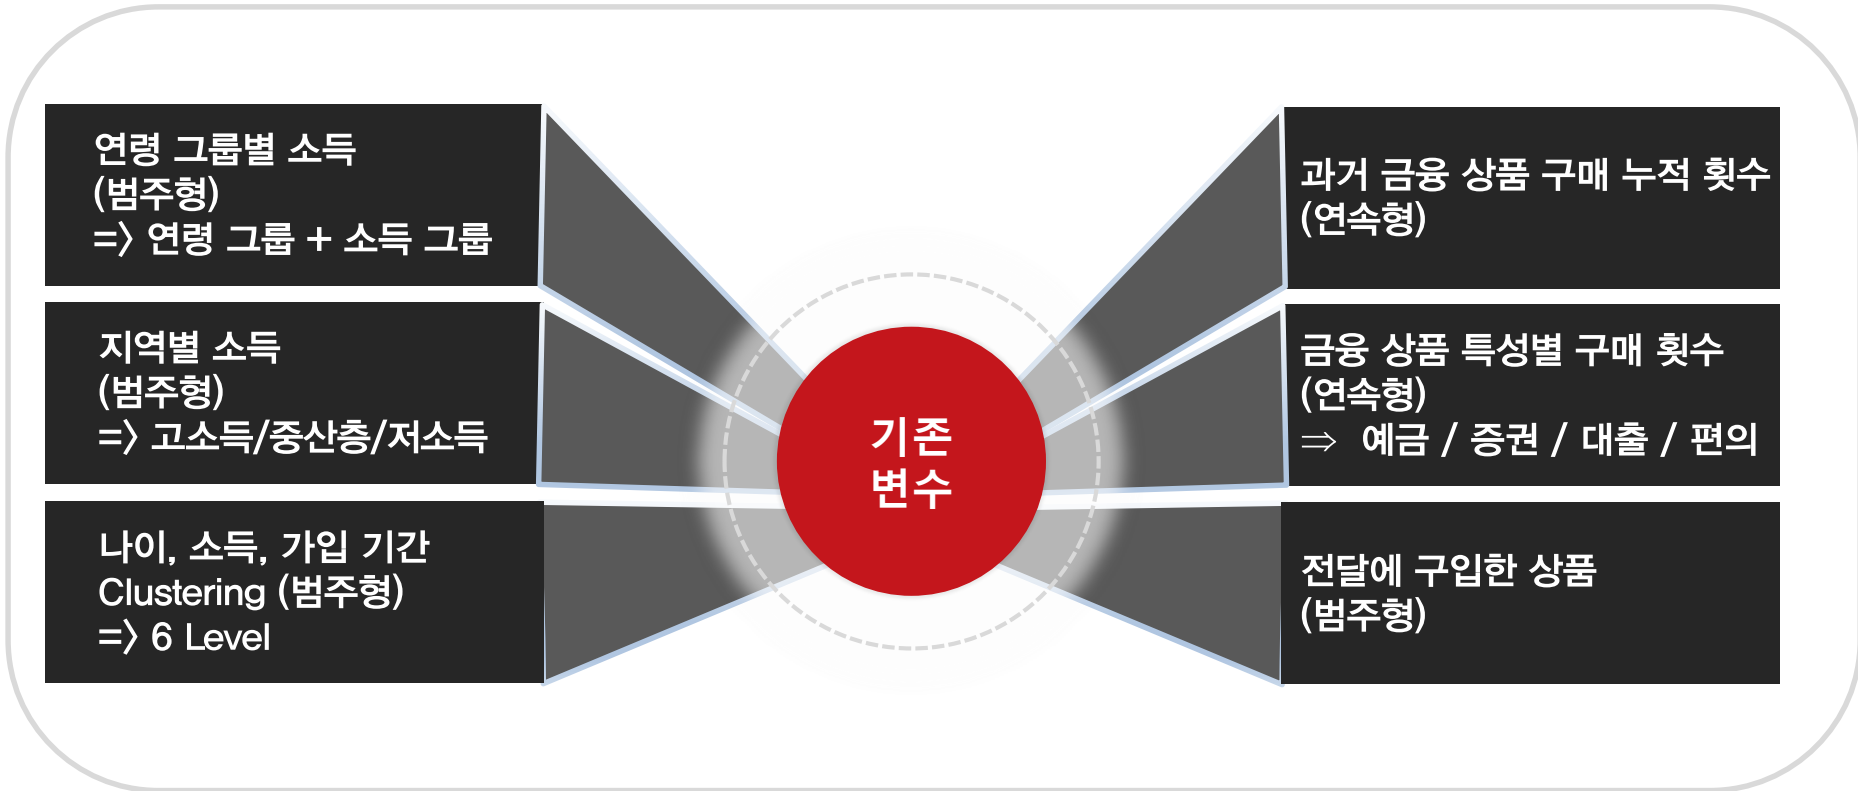 연령 그룹별 소득
(범주형)
=> 연령 그룹 + 소득 그룹
지역별 소득
(범주형)
=> 고소득/중산층/저소득
나이, 소득, 가입 기간
Clustering (범주형)
=> 6 Level
기존
변수
과거 금융 상품 구매 누적 횟수
(연속형)
금융 상품 특성별 구매 횟수
(연속형)
⇒ 예금 / 증권 / 대출 / 편의
전달에 구입한 상품
(범주형)